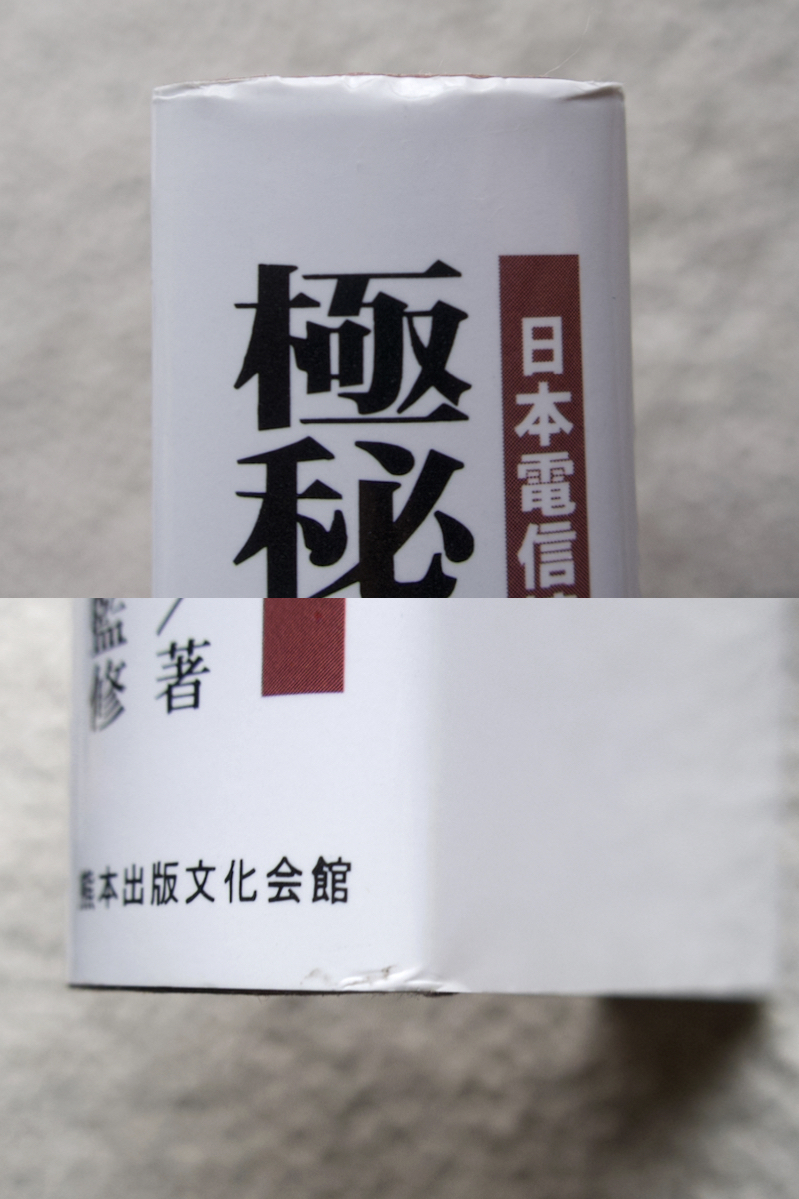 日本電信
極秘
／著
監修
熊本出版文化会館